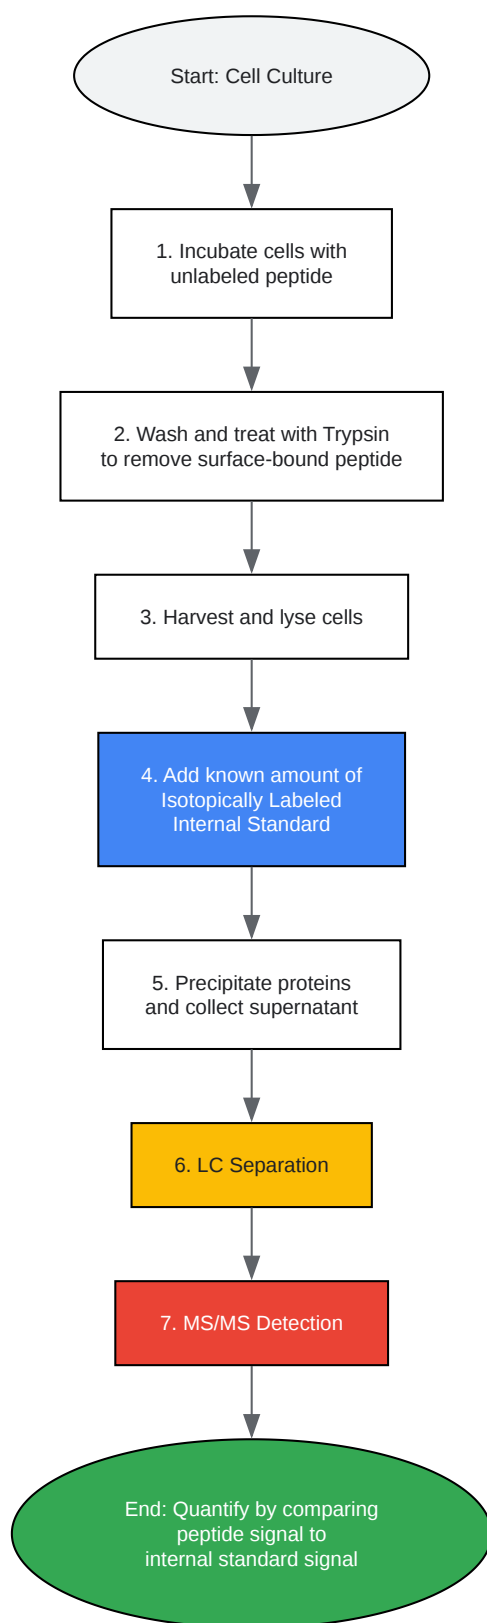 Start: Cell Culture
1. Incubate cells with
unlabeled peptide
2. Wash and treat with Trypsin
to remove surface-bound peptide
3. Harvest and lyse cells
4. Add known amount of
Isotopically Labeled
Internal Standard
5. Precipitate proteins
and collect supernatant
6. LC Separation
7. MS/MS Detection
End: Quantify by comparing
peptide signal to
internal standard signal